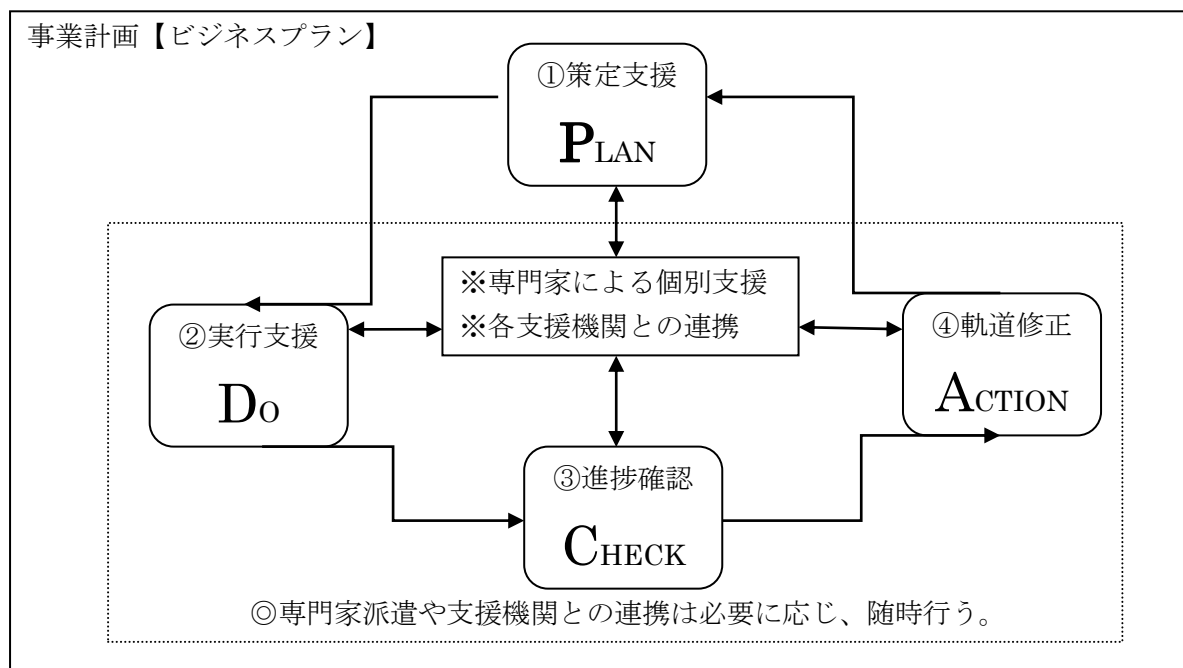 事業計画【ビジネスプラン】
①策定支援
PLAN
※専門家による個別支援
※各支援機関との連携
②実行支援
DO
④軌道修正
ACTION
③進捗確認
CHECK
◎専門家派遣や支援機関との連携は必要に応じ、随時行う。